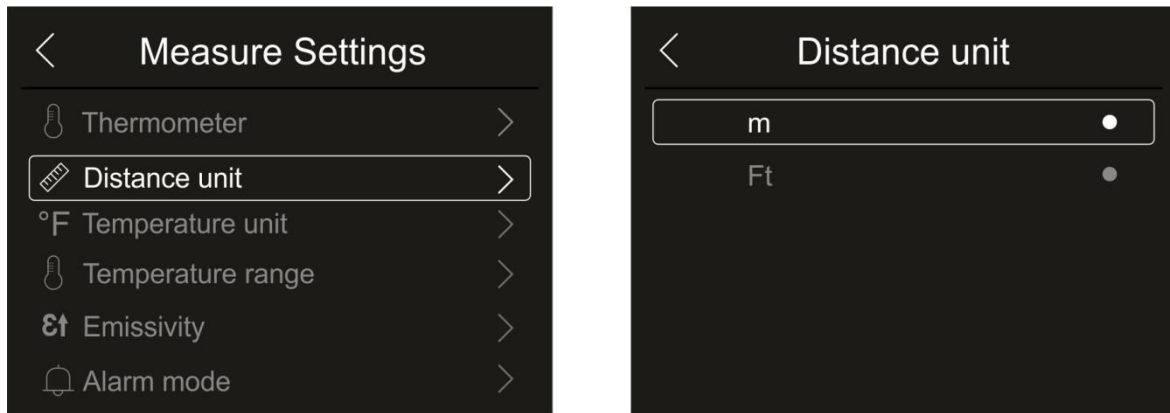 Measure Settings
Thermometer
Distance unit
°F Temperature unit
Temperature range
Ɛ Emissivity
Alarm mode
Distance unit
m
Ft